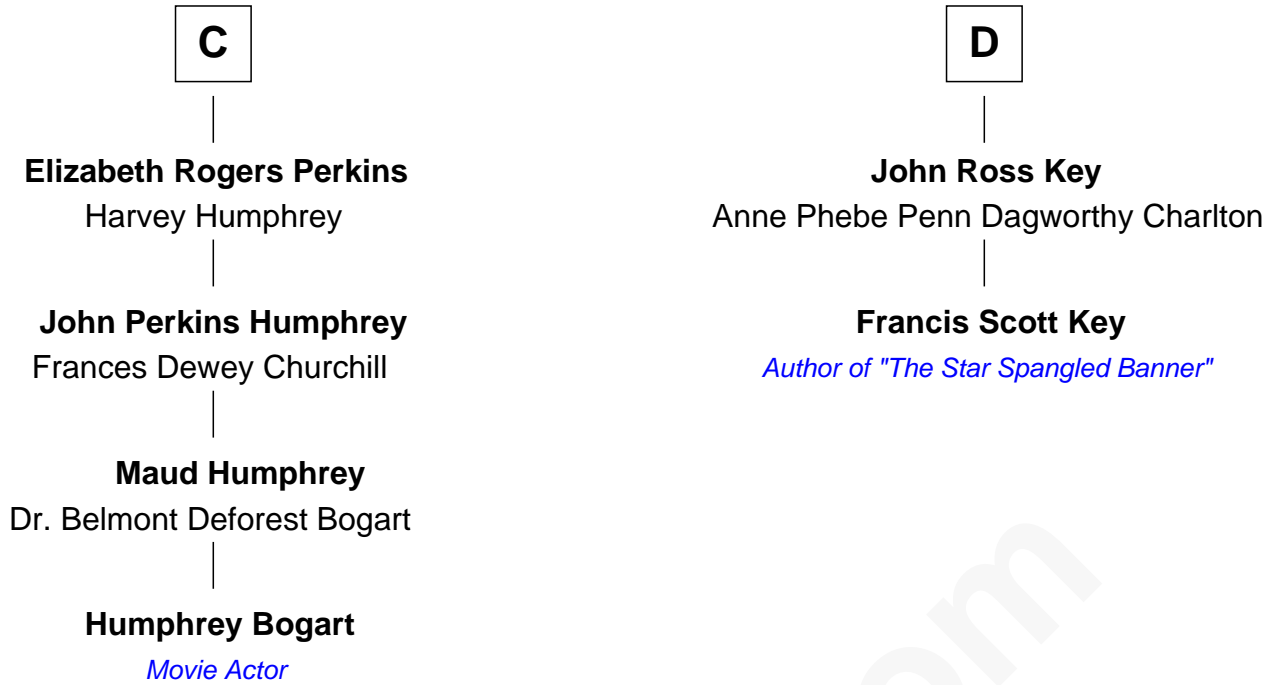 C
Elizabeth Rogers Perkins
Harvey Humphrey
John Perkins Humphrey
Frances Dewey Churchill
Maud Humphrey
Dr. Belmont Deforest Bogart
Humphrey Bogart
Movie Actor
D
John Ross Key
Anne Phebe Penn Dagworthy Charlton
Francis Scott Key
Author of "The Star Spangled Banner"
om